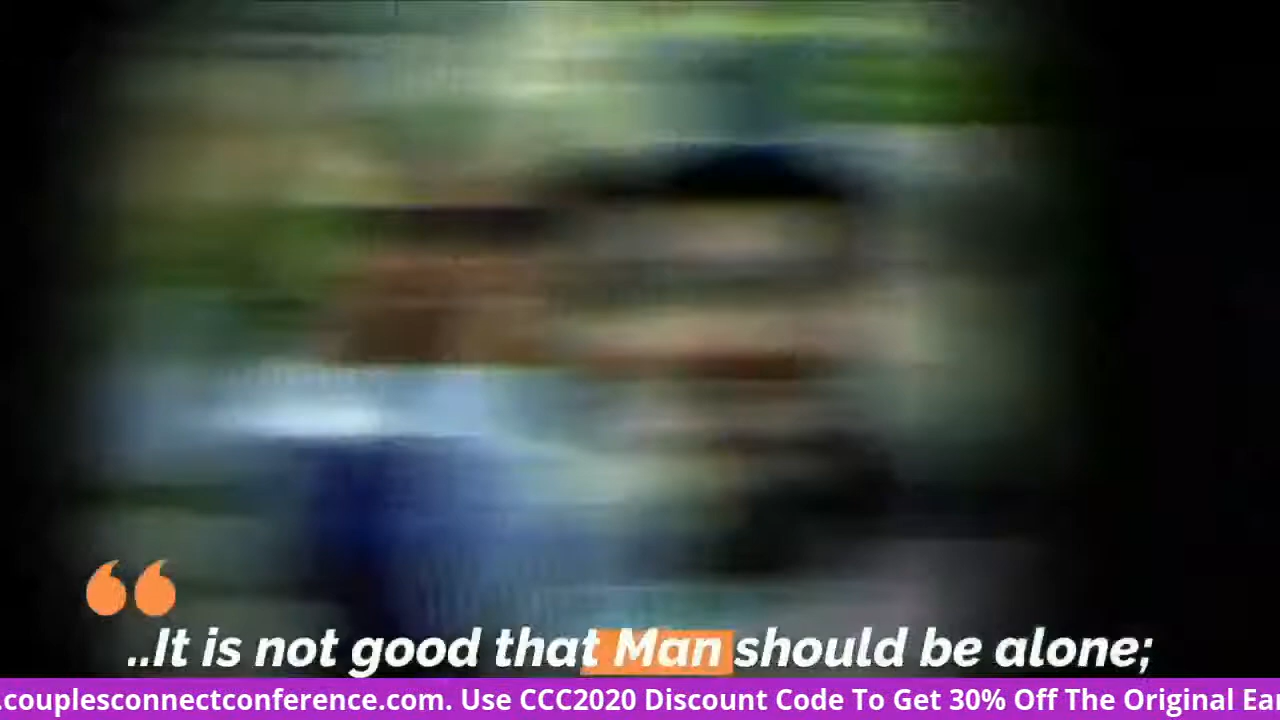 ..It is not good that Man should be alone;
.couplesconnectconference.com. Use CCC2020 Discount Code To Get 30% Off The Original Ear